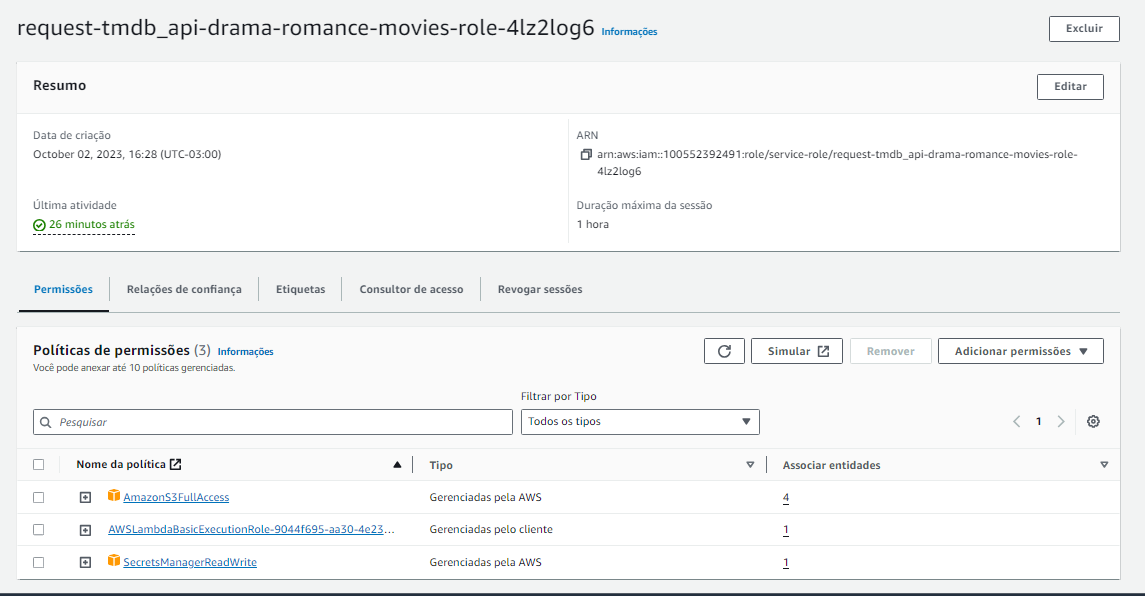 request-tmdb_api-drama-romance-movies-role-4lz2log6 Informações
Excluir
Resumo
Editar
Data de criação
October 02, 2023, 16:28 (UTC-03:00)
ARN
arn:aws:iam::100552392491:role/service-role/request-tmdb_api-drama-romance-movies-role-
4lz2log6
Última atividade
26 minutos atrás
Duração máxima da sessão
1 hora
Permissões
Relações de confiança
Etiquetas
Consultor de acesso
Revogar sessões
Políticas de permissões (3) Informações
Você pode anexar até 10 políticas gerenciadas.
Simular
Remover
Adicionar permissões
Filtrar por Tipo
Pesquisar
Todos os tipos
1
Nome da política
Tipo
Associar entidades
AmazonS3FullAccess
Gerenciadas pela AWS
4
AWSLambdaBasicExecutionRole-9044f695-aa30-4e23...
Gerenciadas pelo cliente
1
SecretsManagerReadWrite
Gerenciadas pela AWS
1